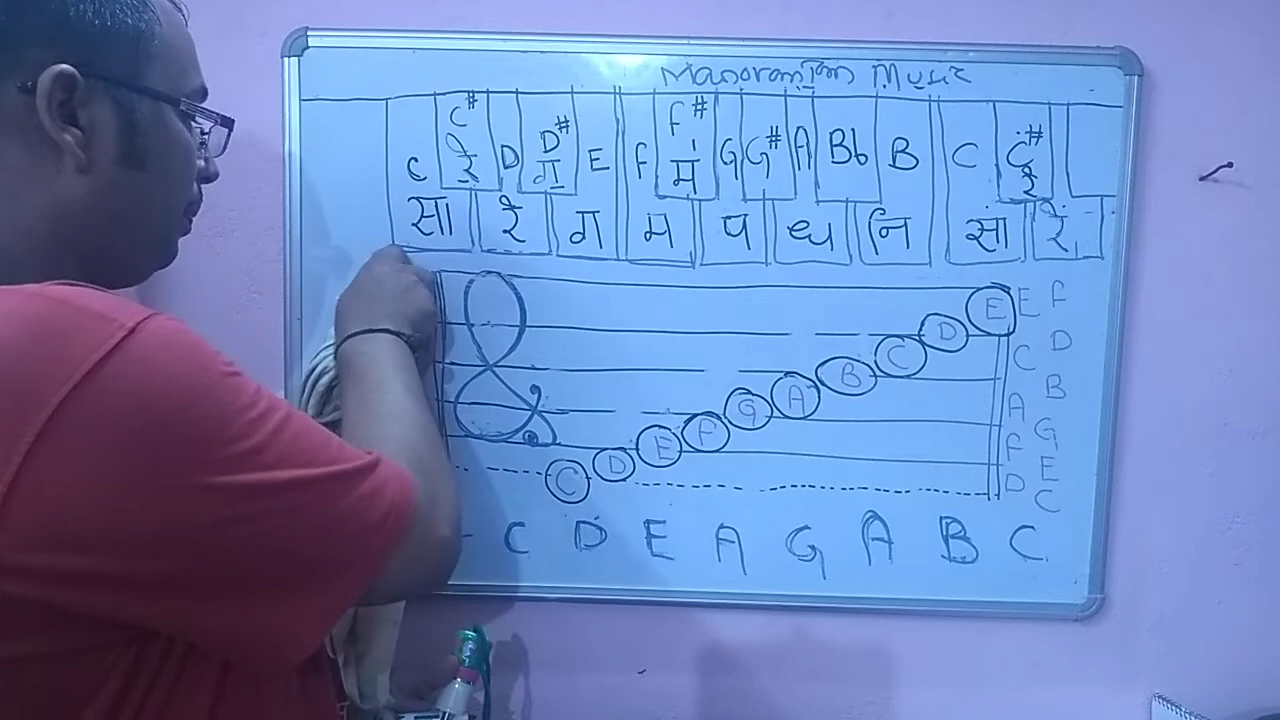 Manoranjan Music
C# D# F# C#
C रे D ग E F म G G# A Bb B C रें
सा रे ग म प ध नि सां रें
E F
D
C
B
A
G
F
E
D
C
C D E F G A B C D E
C D E A G A B C